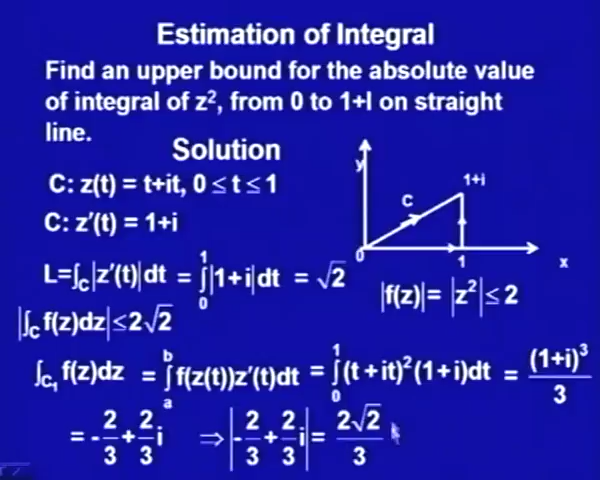 Estimation of Integral
Find an upper bound for the absolute value
of integral of z², from 0 to 1+I on straight
line.
Solution
C: z(t) = t+it, 0 ≤ t ≤ 1
C: z′(t) = 1+i
y
1+i
C
0
1
x
L=∫_C|z′(t)|dt = ∫₀¹|1+i|dt = √2
|f(z)|= |z²| ≤ 2
|∫_C f(z)dz| ≤ 2√2
∫_C₁ f(z)dz = ∫ₐᵇ f(z(t))z′(t)dt = ∫₀¹(t+it)²(1+i)dt = (1+i)³/3
= -2/3+2/3 i ⇒ |-2/3+2/3 i| = 2√2/3